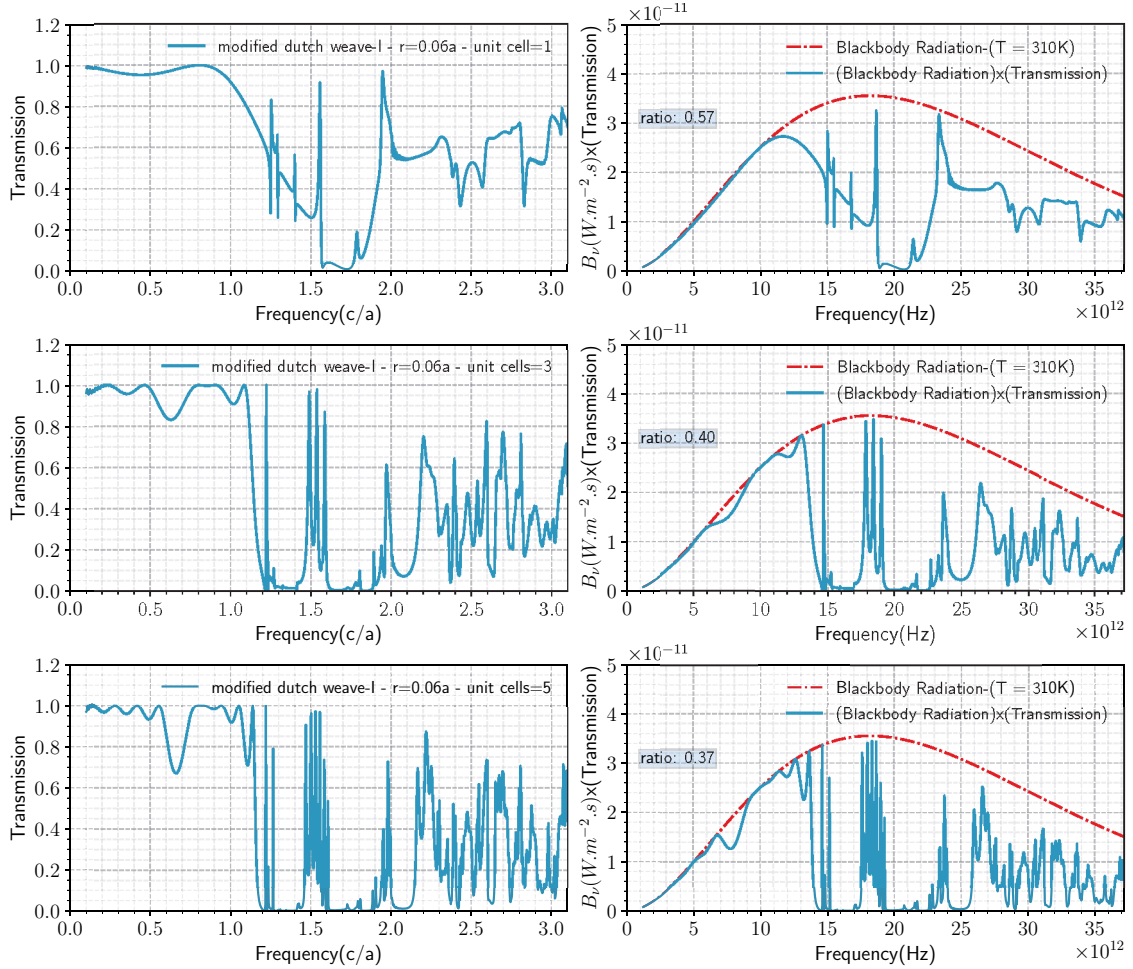 Transmission
1.2
1.0
0.8
0.6
0.4
0.2
0.0
modified dutch weave-I - r=0.06a - unit cell=1
0.0 0.5 1.0 1.5 2.0 2.5 3.0
Frequency(c/a)
×10⁻¹¹
B_ν(W.m⁻².s)×(Transmission)
5
4
3
2
1
0
Blackbody Radiation-(T = 310K)
(Blackbody Radiation)x(Transmission)
ratio: 0.57
0 5 10 15 20 25 30 35
Frequency(Hz)
×10¹²
Transmission
1.2
1.0
0.8
0.6
0.4
0.2
0.0
modified dutch weave-I - r=0.06a - unit cells=3
0.0 0.5 1.0 1.5 2.0 2.5 3.0
Frequency(c/a)
×10⁻¹¹
B_ν(W.m⁻².s)×(Transmission)
5
4
3
2
1
0
Blackbody Radiation-(T = 310K)
(Blackbody Radiation)x(Transmission)
ratio: 0.40
0 5 10 15 20 25 30 35
Frequency(Hz)
×10¹²
Transmission
1.2
1.0
0.8
0.6
0.4
0.2
0.0
modified dutch weave-I - r=0.06a - unit cells=5
0.0 0.5 1.0 1.5 2.0 2.5 3.0
Frequency(c/a)
×10⁻¹¹
B_ν(W.m⁻².s)×(Transmission)
5
4
3
2
1
0
Blackbody Radiation-(T = 310K)
(Blackbody Radiation)x(Transmission)
ratio: 0.37
0 5 10 15 20 25 30 35
Frequency(Hz)
×10¹²